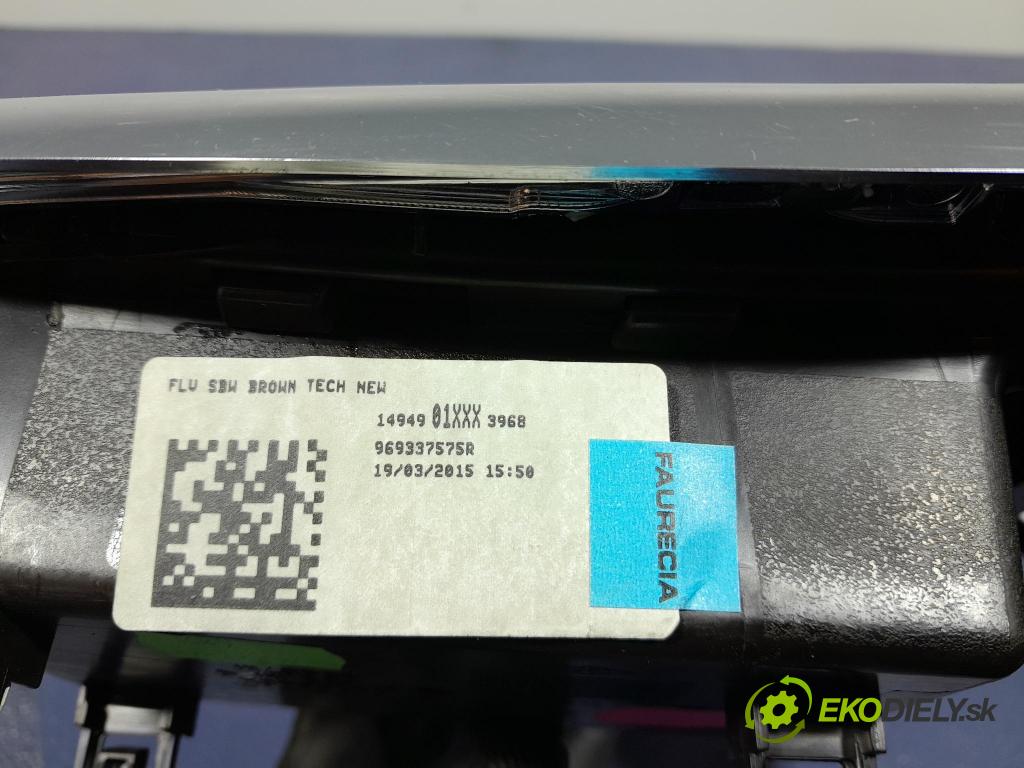 FLU SBW BROWN TECH NEW
14949 01XXX 3968
969337575R
19/03/2015 15:50
FAURECIA
EKODIELY.sk